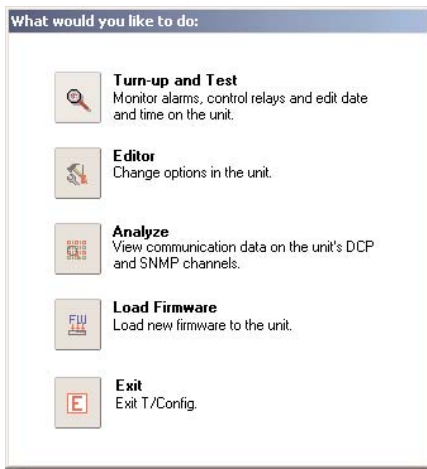 What would you like to do:
Turn-up and Test
Monitor alarms, control relays and edit date
and time on the unit.
Editor
Change options in the unit.
Analyze
View communication data on the unit's DCP
and SNMP channels.
FW
Load Firmware
Load new firmware to the unit.
E
Exit
Exit T/Config.